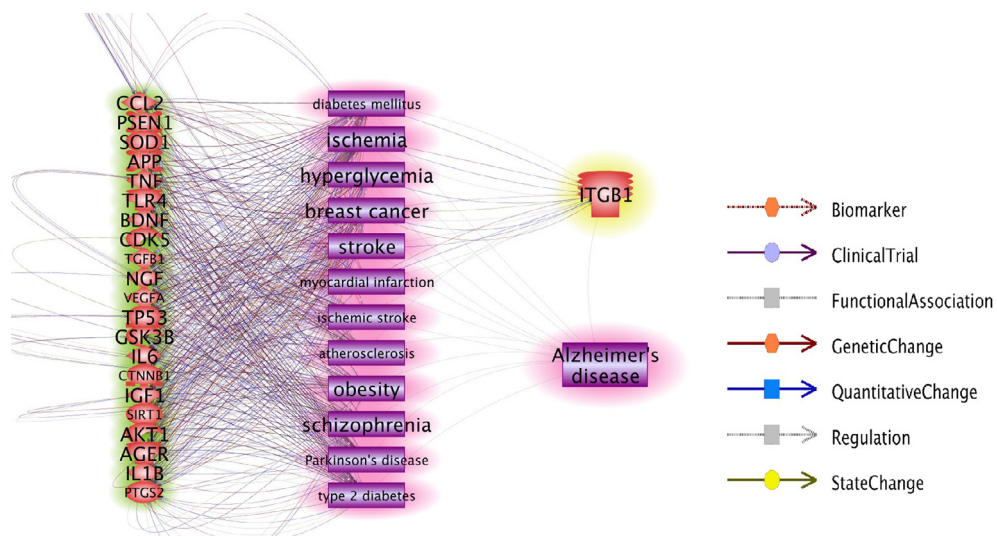 CCL2
PSEN1
SOD1
APP
TNF
TLR4
BDNF
CDK5
TGFB1
NGF
VEGFA
TP53
GSK3B
IL6
CTNNB1
IGF1
SIRT1
AKT1
AGER
IL1B
PTGS2
diabetes mellitus
ischemia
hyperglycemia
breast cancer
stroke
myocardial infarction
ischemic stroke
atherosclerosis
obesity
schizophrenia
Parkinson's disease
type 2 diabetes
ITGB1
Alzheimer's
disease
Biomarker
ClinicalTrial
FunctionalAssociation
GeneticChange
QuantitativeChange
Regulation
StateChange